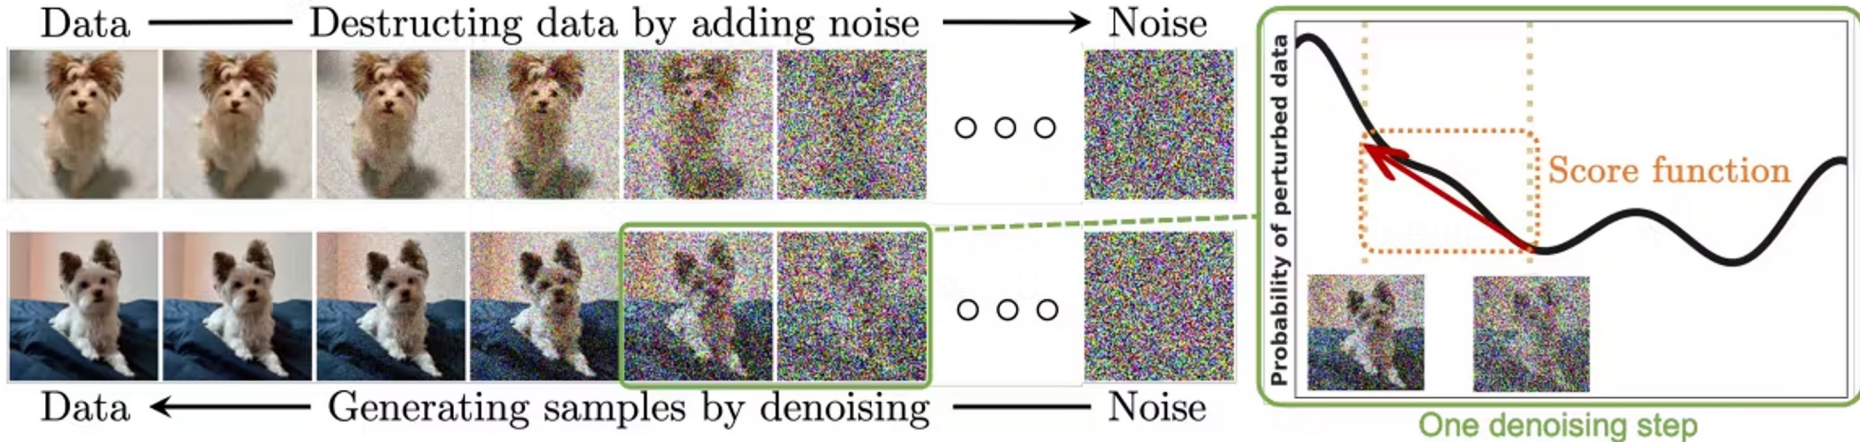 Data
Destructing data by adding noise
Noise
Data
Generating samples by denoising
Noise
Probability of perturbed data
Score function
One denoising step